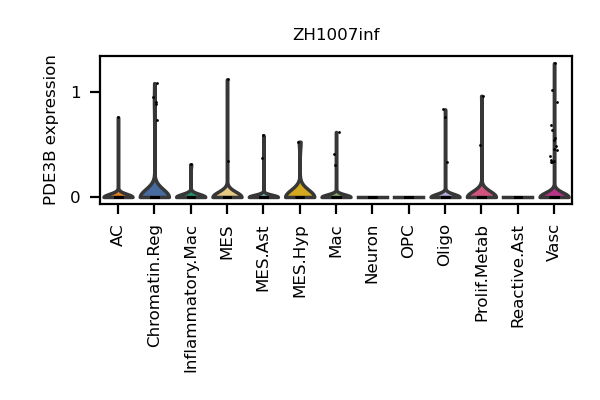 ZH1007inf
PDE3B expression
1
0
AC
Chromatin.Reg
Inflammatory.Mac
MES
MES.Ast
MES.Hyp
Mac
Neuron
OPC
Oligo
Prolif.Metab
Reactive.Ast
Vasc